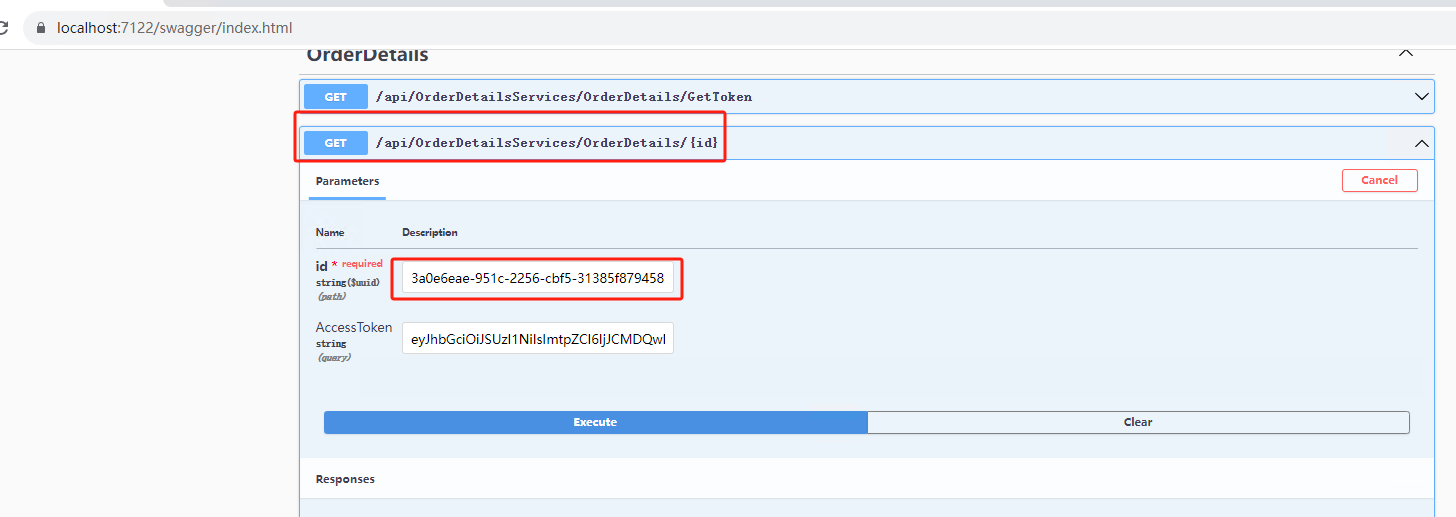 localhost:7122/swagger/index.html
OrderDetails
GET /api/OrderDetailsServices/OrderDetails/GetToken
GET /api/OrderDetailsServices/OrderDetails/{id}
Parameters
Cancel
Name Description
id * required
string($uuid)
(path)
3a0e6eae-951c-2256-cbf5-31385f879458
AccessToken
string
(query)
eyJhbGciOiJSUzI1NiIsImtpZCI6IjJCMDQwI
Execute
Clear
Responses